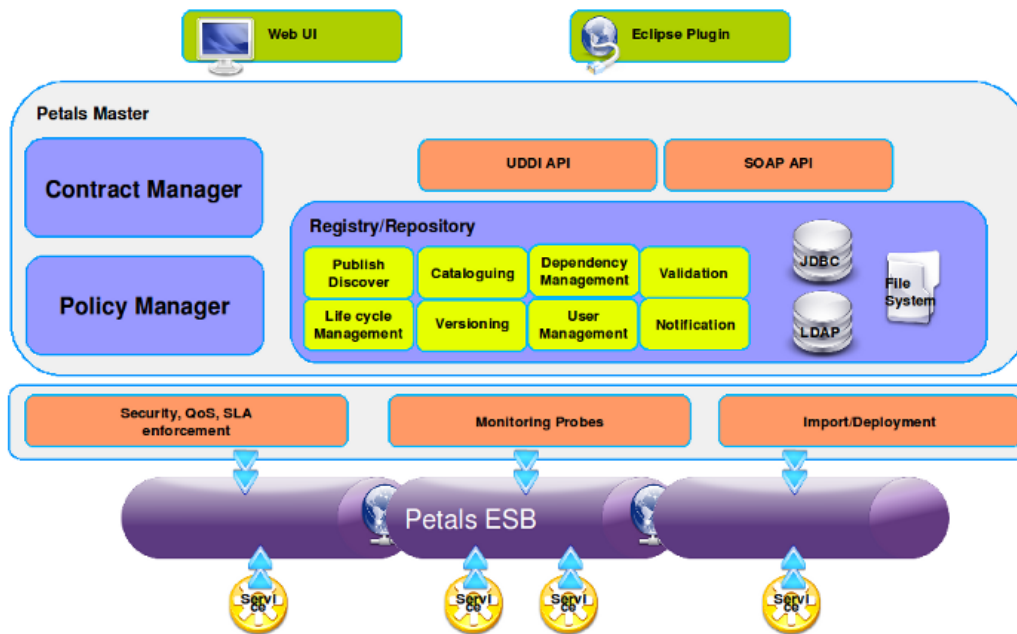 Web UI
Eclipse Plugin
Petals Master
Contract Manager
Policy Manager
UDDI API
SOAP API
Registry/Repository
Publish
Discover
Cataloguing
Dependency
Management
Validation
Life cycle
Management
Versioning
User
Management
Notification
JDBC
LDAP
File
System
Security, QoS, SLA
enforcement
Monitoring Probes
Import/Deployment
Petals ESB
Servi
ce
Servi
ce
Servi
ce
Servi
ce